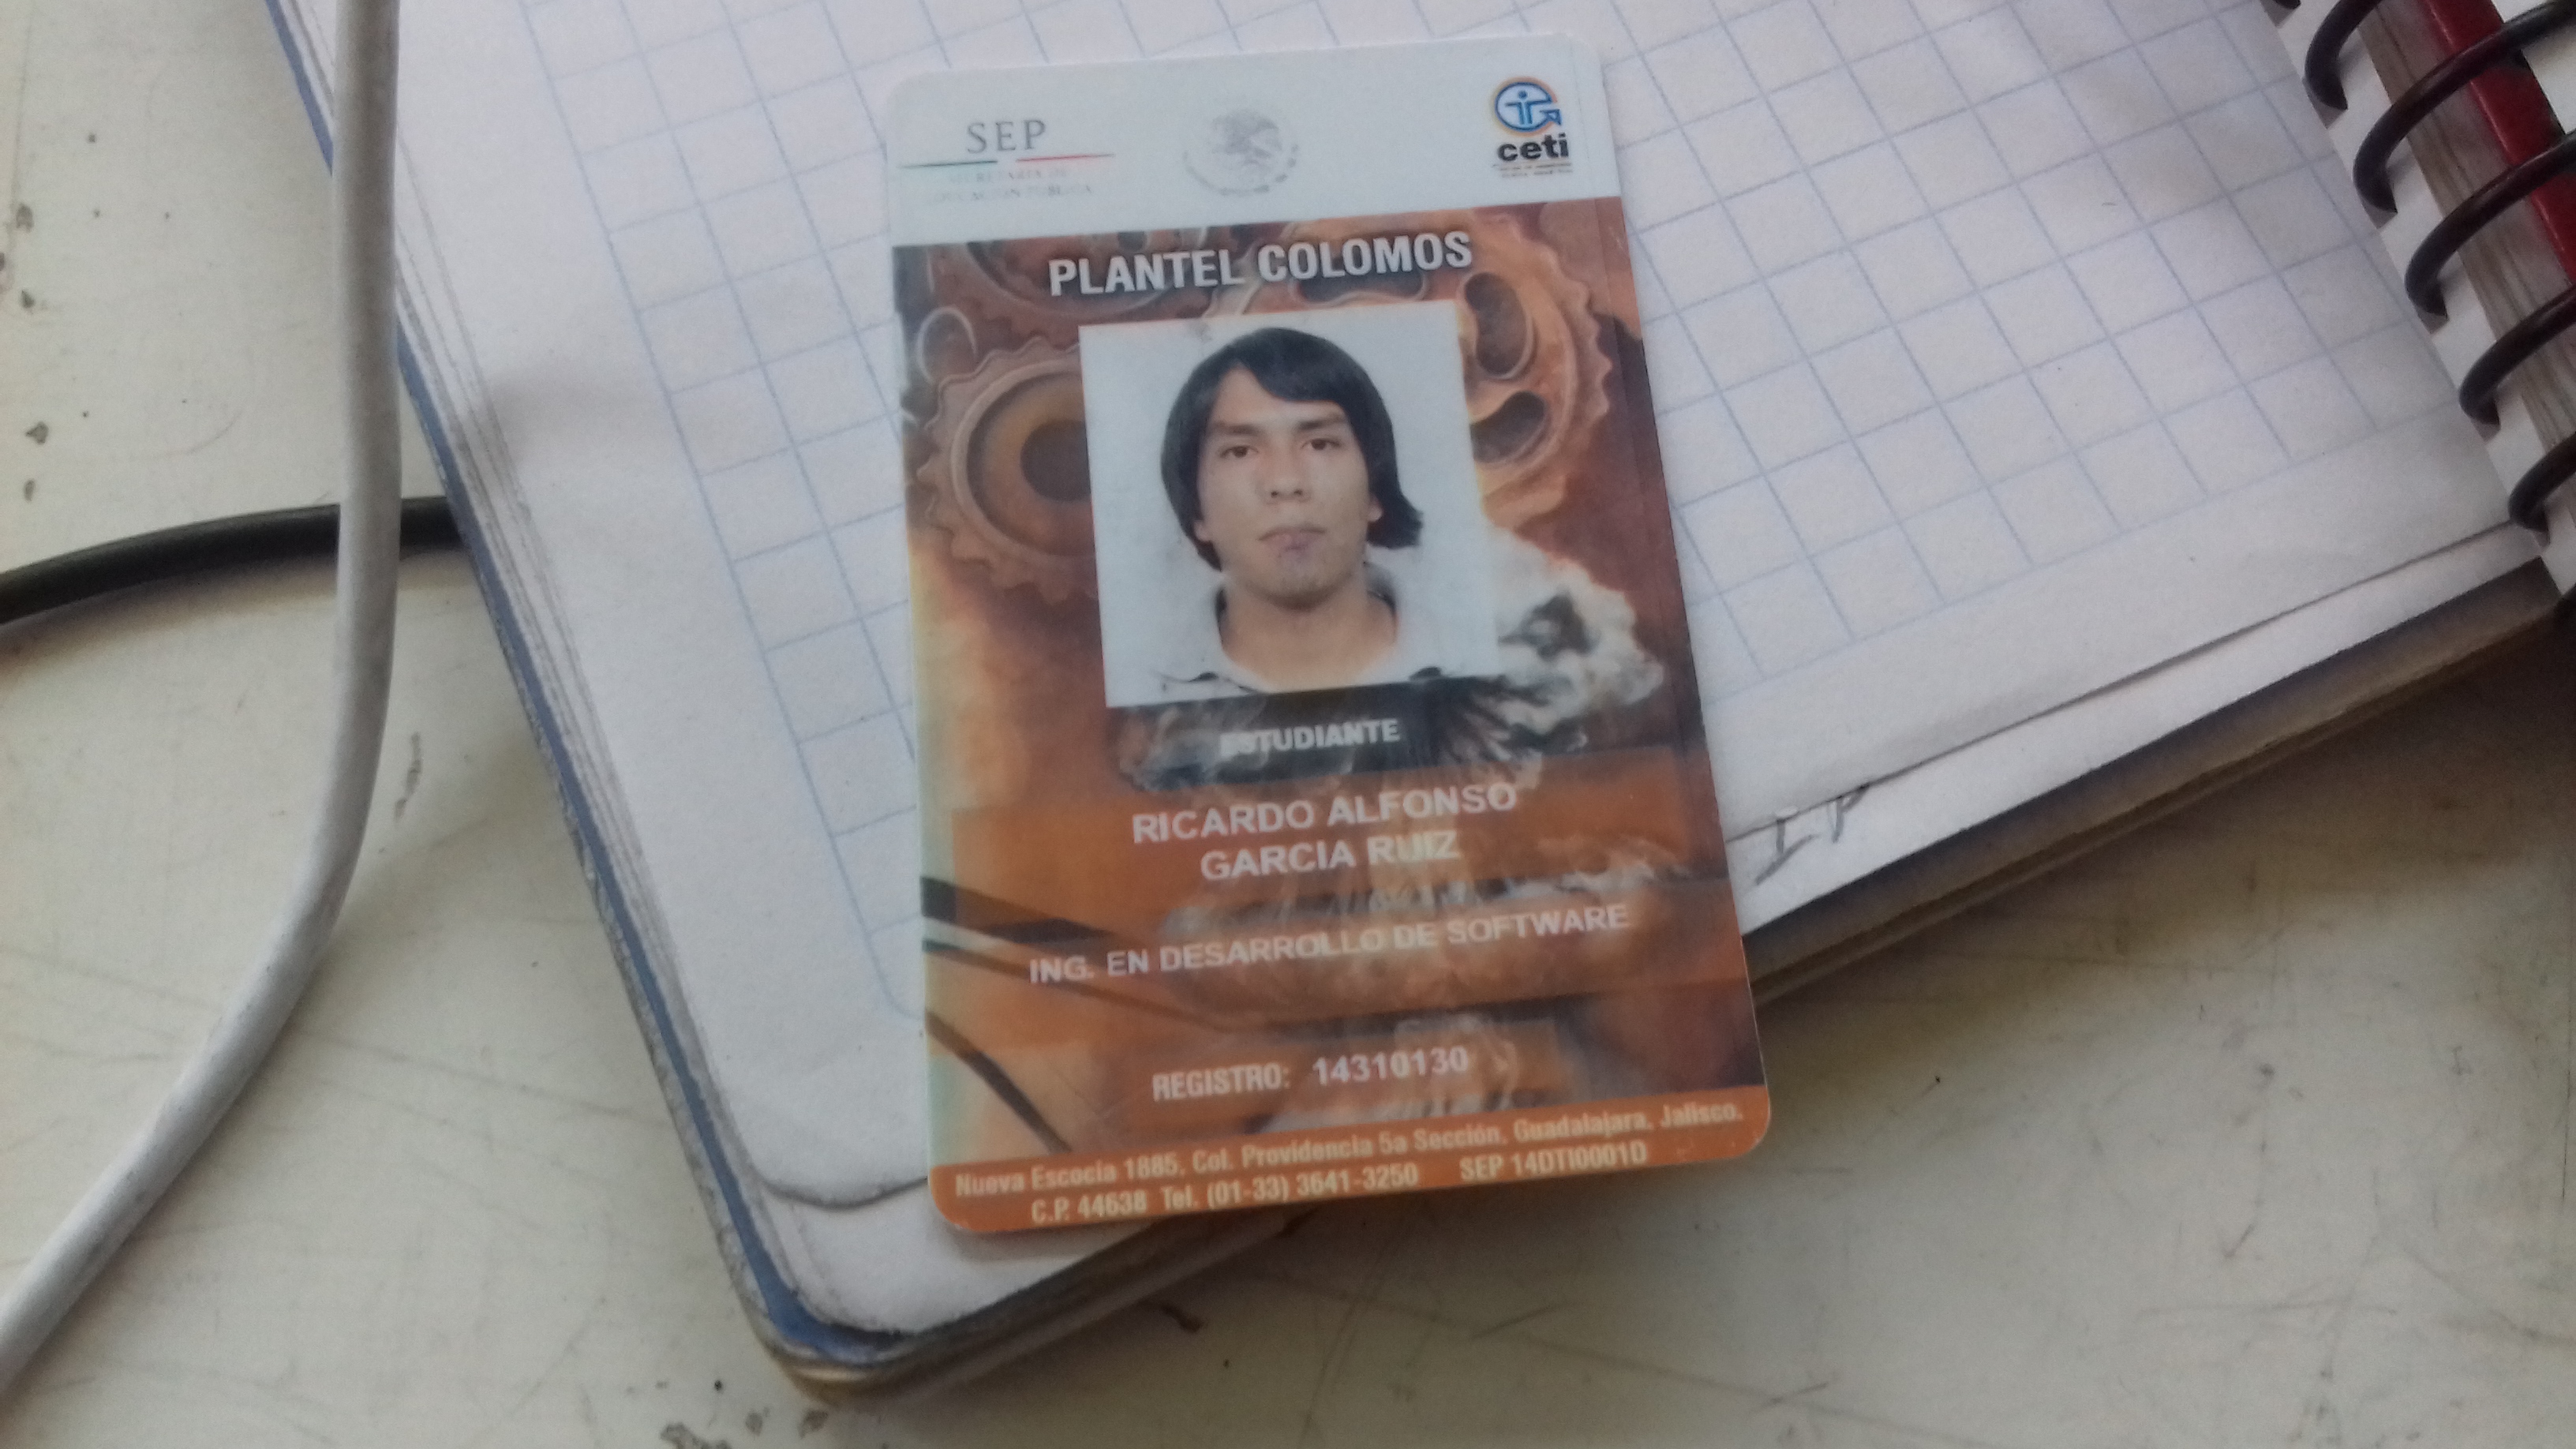 SEP
SECRETARÍA DE
EDUCACIÓN PÚBLICA
ceti
PLANTEL COLOMOS
ESTUDIANTE
RICARDO ALFONSO
GARCIA RUIZ
ING. EN DESARROLLO DE SOFTWARE
REGISTRO: 14310130
Nueva Escocia 1885, Col. Providencia 5a Sección, Guadalajara, Jalisco.
C.P. 44638 Tel. (01-33) 3641-3250 SEP 14DTI0001D